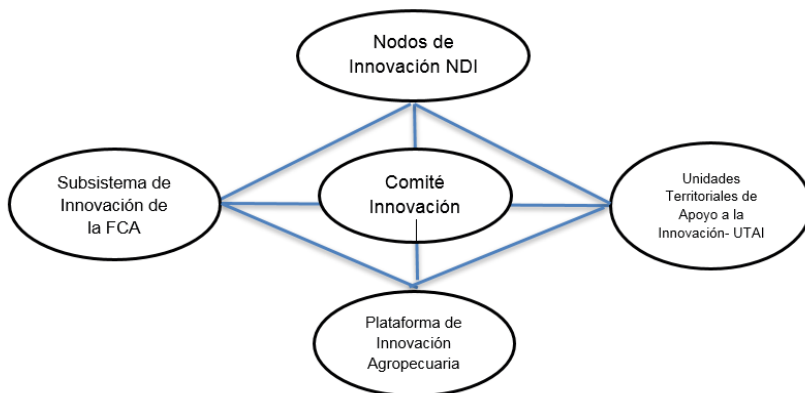 Nodos de
Innovación NDI
Subsistema de
Innovación de
la FCA
Comité
Innovación
Unidades
Territoriales de
Apoyo a la
Innovación- UTAI
Plataforma de
Innovación
Agropecuaria